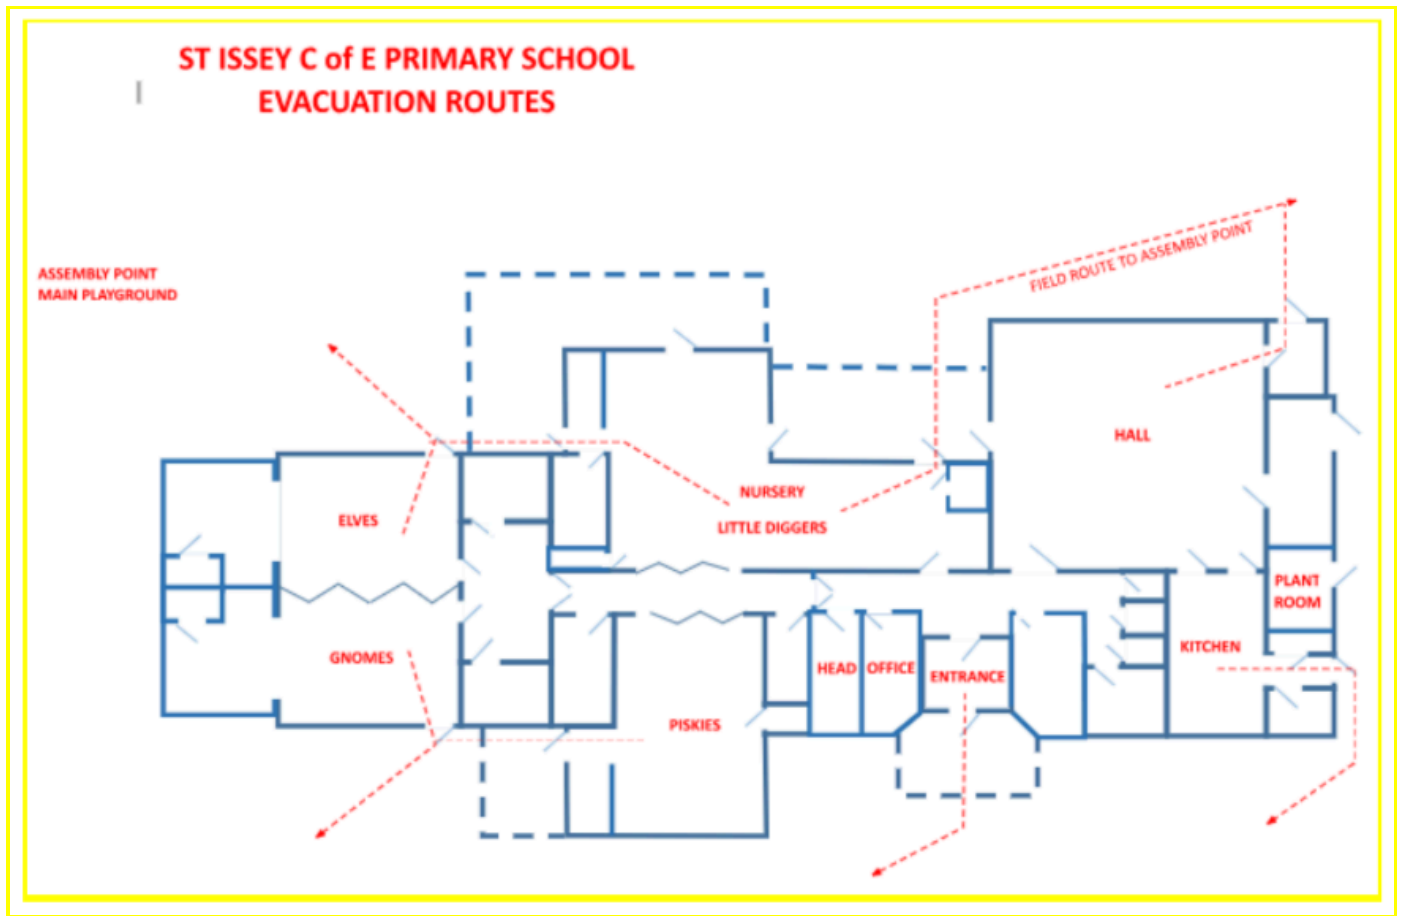 ST ISSEY C of E PRIMARY SCHOOL
EVACUATION ROUTES
FIELD ROUTE TO ASSEMBLY POINT
ASSEMBLY POINT
MAIN PLAYGROUND
HALL
NURSERY
LITTLE DIGGERS
ELVES
PLANT
ROOM
KITCHEN
GNOMES
HEAD
OFFICE
ENTRANCE
PISKIES